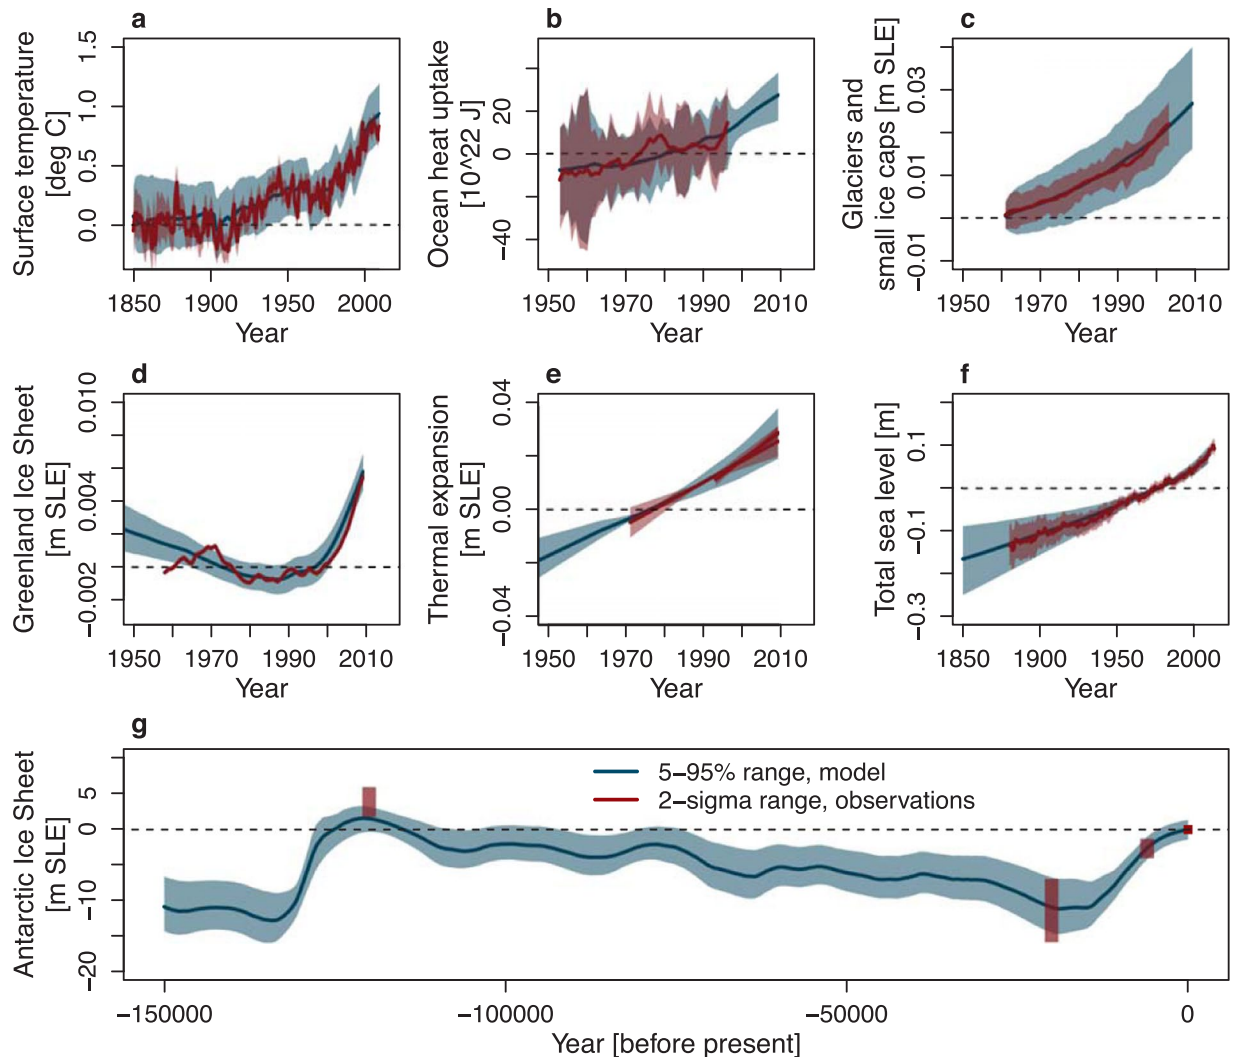 a
Surface temperature
[deg C]
1.5
1.0
0.5
0.0
1850 1900 1950 2000
Year
b
Ocean heat uptake
[10^22 J]
20
0
−40
1950 1970 1990 2010
Year
c
Glaciers and
small ice caps [m SLE]
0.03
0.01
−0.01
1950 1970 1990 2010
Year
d
Greenland Ice Sheet
[m SLE]
0.010
0.004
−0.002
1950 1970 1990 2010
Year
e
Thermal expansion
[m SLE]
0.04
0.00
−0.04
1950 1970 1990 2010
Year
f
Total sea level [m]
0.1
−0.1
−0.3
1850 1900 1950 2000
Year
g
Antarctic Ice Sheet
[m SLE]
5
0
−10
−20
5−95% range, model
2−sigma range, observations
−150000 −100000 −50000 0
Year [before present]